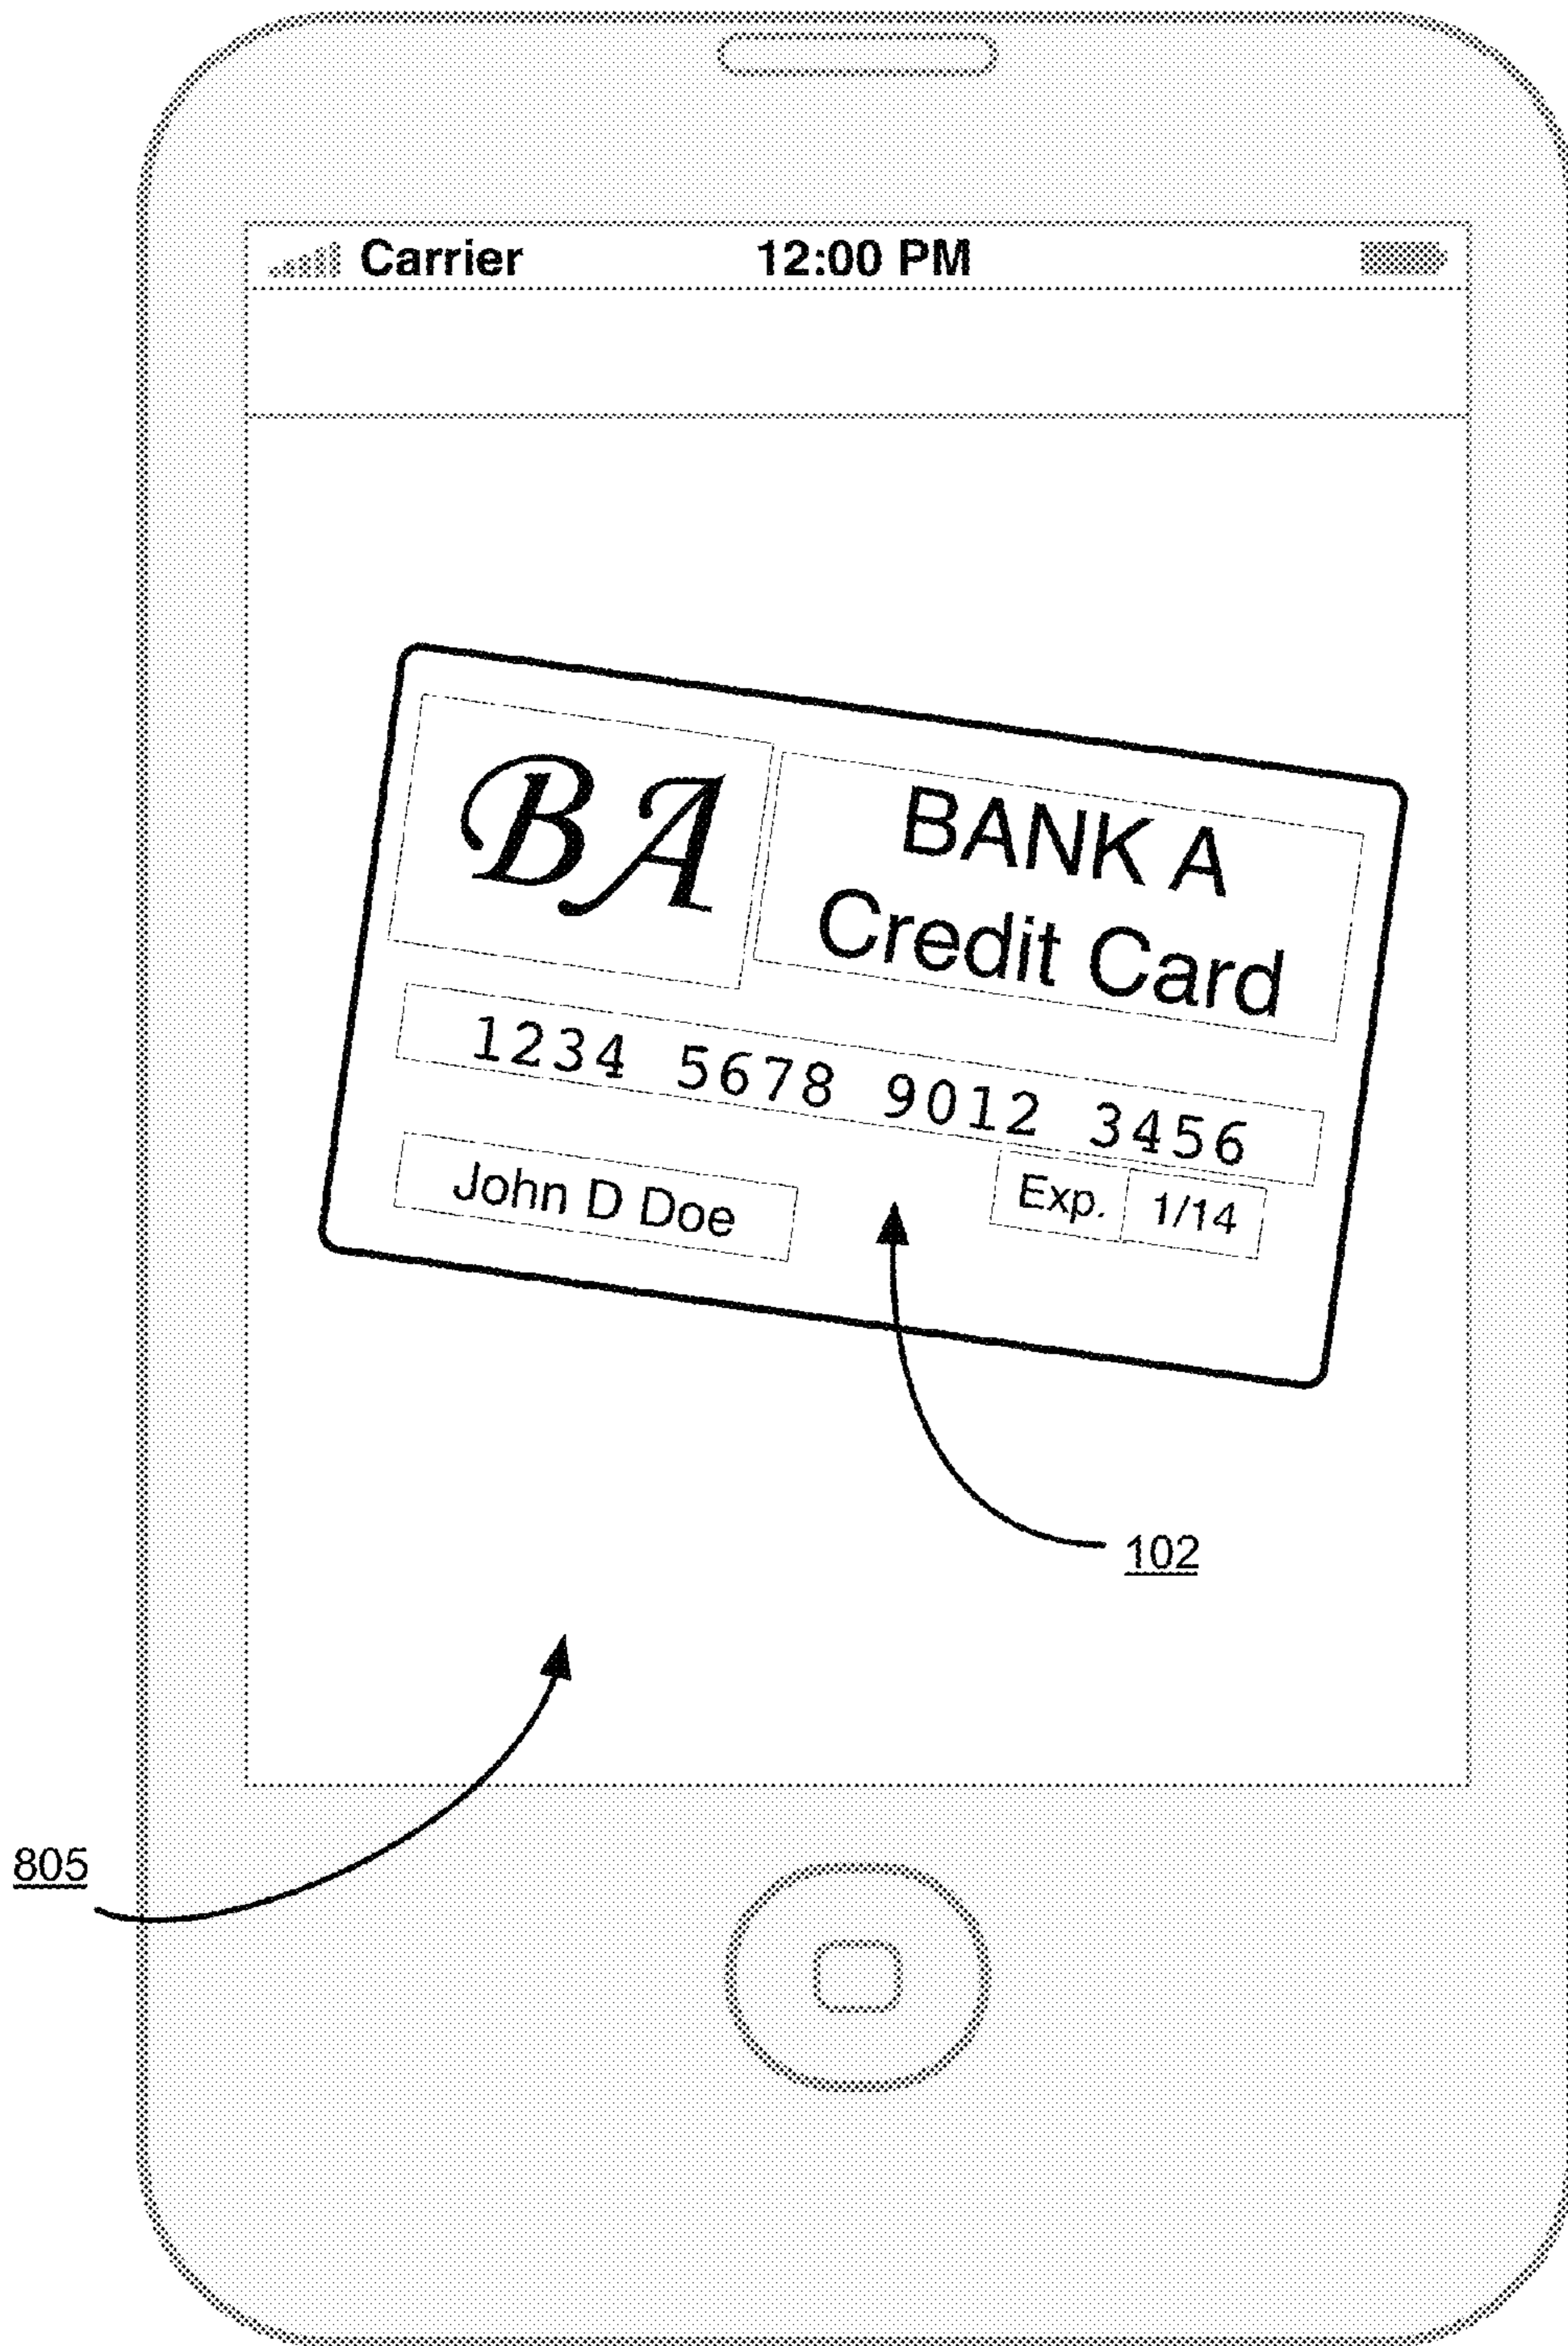 Carrier 12:00 PM
BA
BANK A
Credit Card
1234 5678 9012 3456
John D Doe
Exp. 1/14
102
805